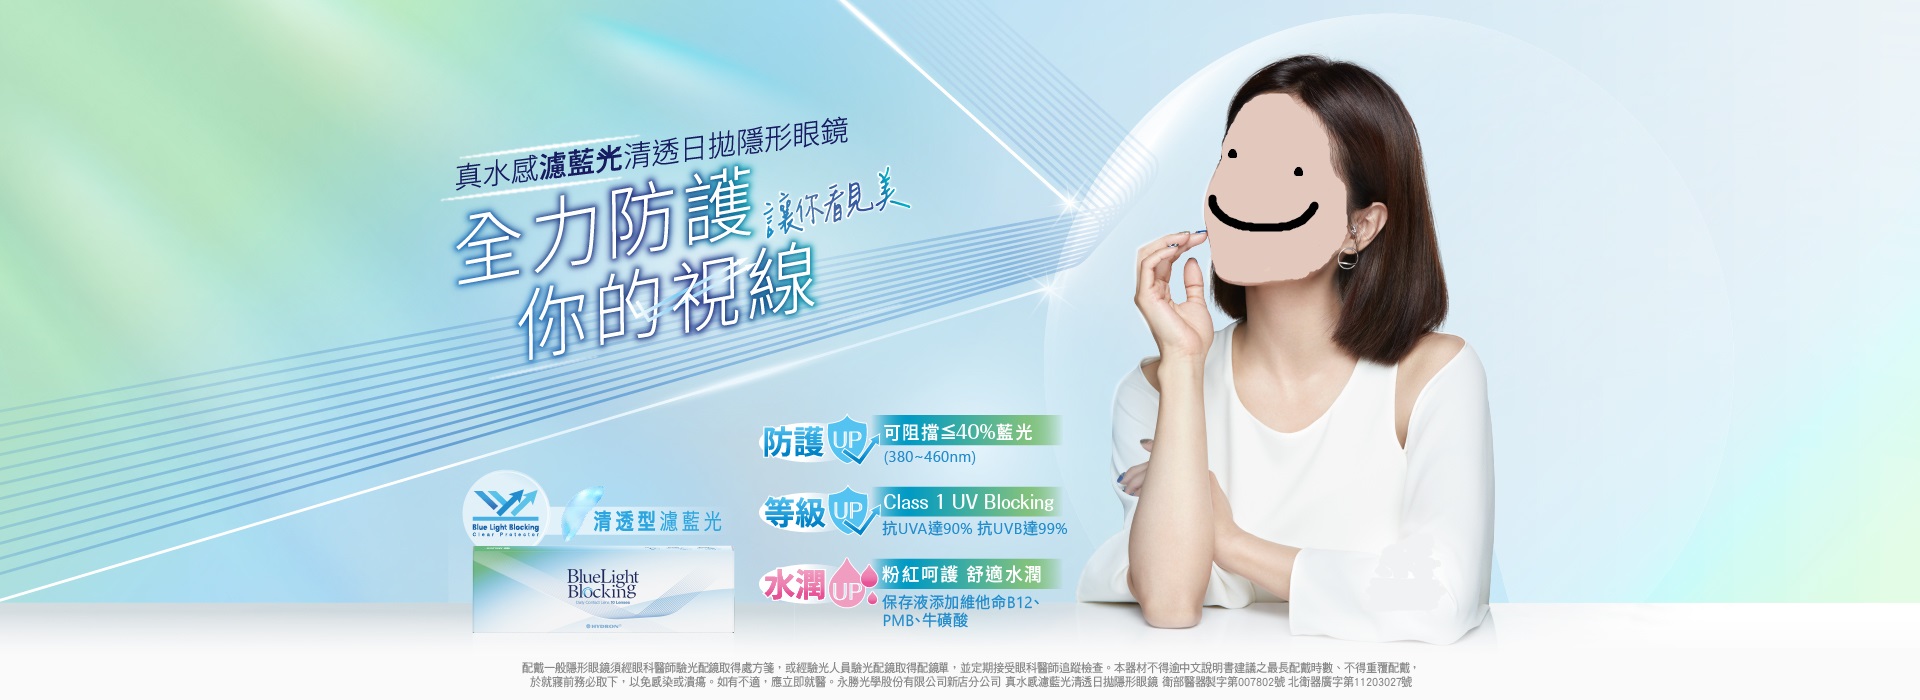 真水感濾藍光清透日拋隱形眼鏡
全力防護
讓你看見美
你的視線
防護UP
可阻擋≦40%藍光
(380~460nm)
等級UP
Class 1 UV Blocking
抗UVA達90% 抗UVB達99%
水潤UP
粉紅呵護 舒適水潤
保存液添加維他命B12、
PMB、牛磺酸
Blue Light Blocking
Clear Protector
清透型濾藍光
BlueLight
Blocking
HYDRON
配戴一般隱形眼鏡須經眼科醫師驗光配鏡取得處方箋，或經驗光人員驗光配鏡取得配鏡單，並定期接受眼科醫師追蹤檢查。本器材不得逾中文說明書建議之最長配戴時數、不得重覆配戴，
於就寢前務必取下，以免感染或潰瘍。如有不適，應立即就醫。永勝光學股份有限公司新店分公司 真水感濾藍光清透日拋隱形眼鏡 衛部醫器製字第007802號 北衛器廣字第11203027號